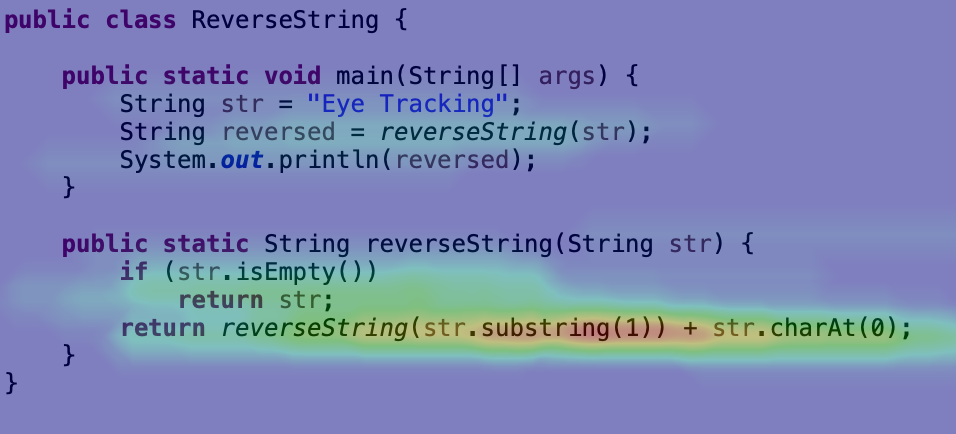 public class ReverseString {
public static void main(String[] args) {
String str = "Eye Tracking";
String reversed = reverseString(str);
System.out.println(reversed);
}
public static String reverseString(String str) {
if (str.isEmpty())
return str;
return reverseString(str.substring(1)) + str.charAt(0);
}
}